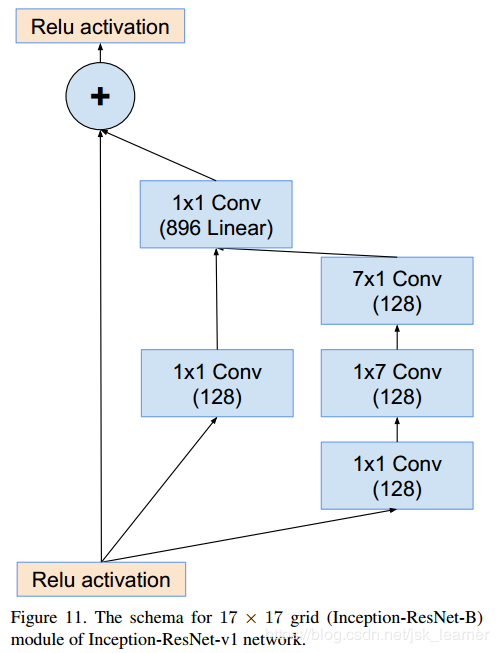 Relu activation
+
1x1 Conv
(896 Linear)
7x1 Conv
(128)
1x1 Conv
(128)
1x7 Conv
(128)
1x1 Conv
(128)
Relu activation
Figure 11. The schema for 17 × 17 grid (Inception-ResNet-B)
module of Inception-ResNet-v1 network.
https://blog.csdn.net/jsk_learner